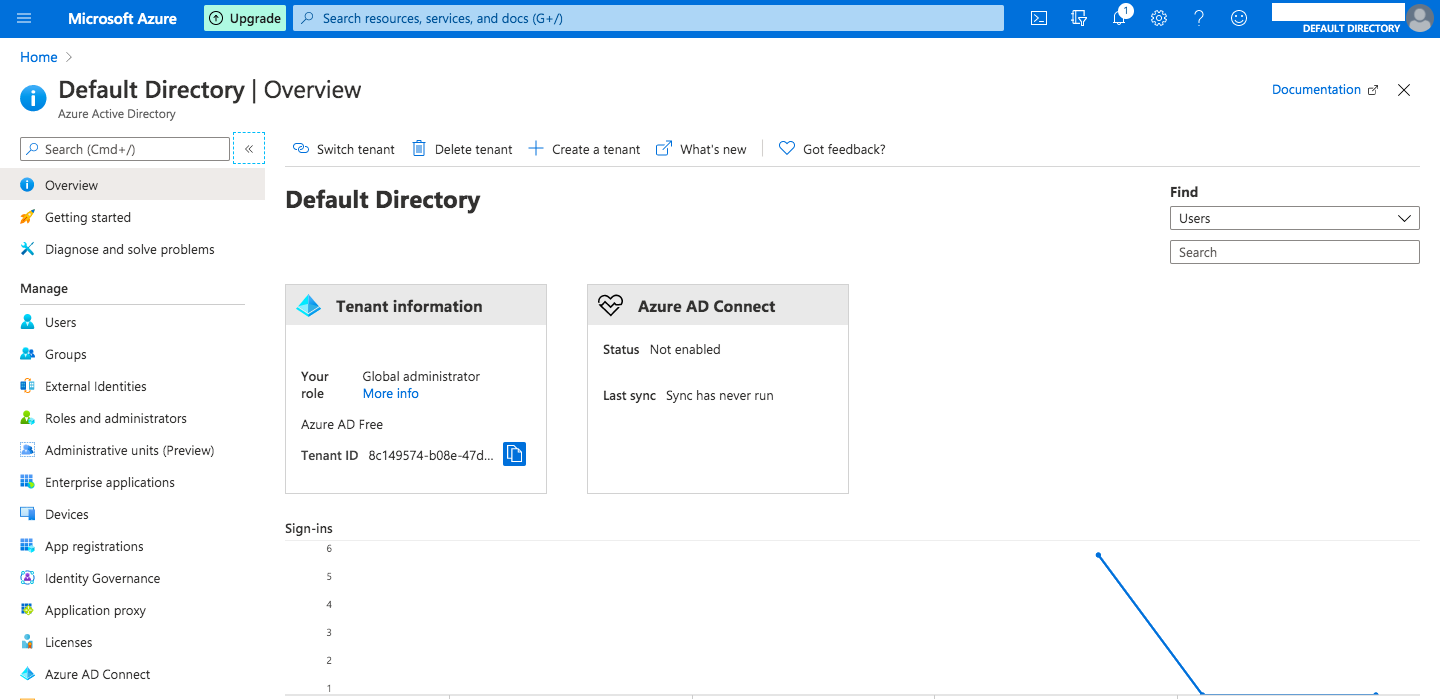 Microsoft Azure
Upgrade
Search resources, services, and docs (G+/)
1
DEFAULT DIRECTORY
Home
Default Directory | Overview
Azure Active Directory
Documentation
Search (Cmd+/)
«
Switch tenant
Delete tenant
Create a tenant
What's new
Got feedback?
Overview
Getting started
Diagnose and solve problems
Manage
Users
Groups
External Identities
Roles and administrators
Administrative units (Preview)
Enterprise applications
Devices
App registrations
Identity Governance
Application proxy
Licenses
Azure AD Connect
Default Directory
Find
Users
Search
Tenant information
Your role
Global administrator
More info
Azure AD Free
Tenant ID 8c149574-b08e-47d...
Azure AD Connect
Status Not enabled
Last sync Sync has never run
Sign-ins
6
5
4
3
2
1